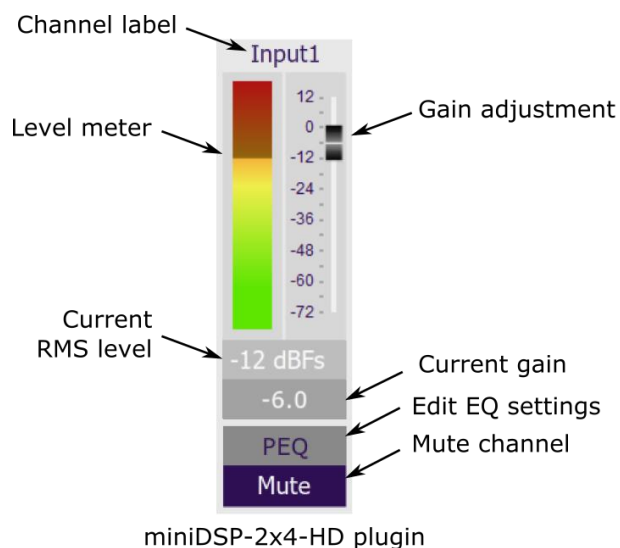 Channel label
Input1
Level meter
12
0
-12
-24
-36
-48
-60
-72
Gain adjustment
Current
RMS level
-12 dBFs
-6.0
Current gain
PEQ
Edit EQ settings
Mute
Mute channel
miniDSP-2x4-HD plugin